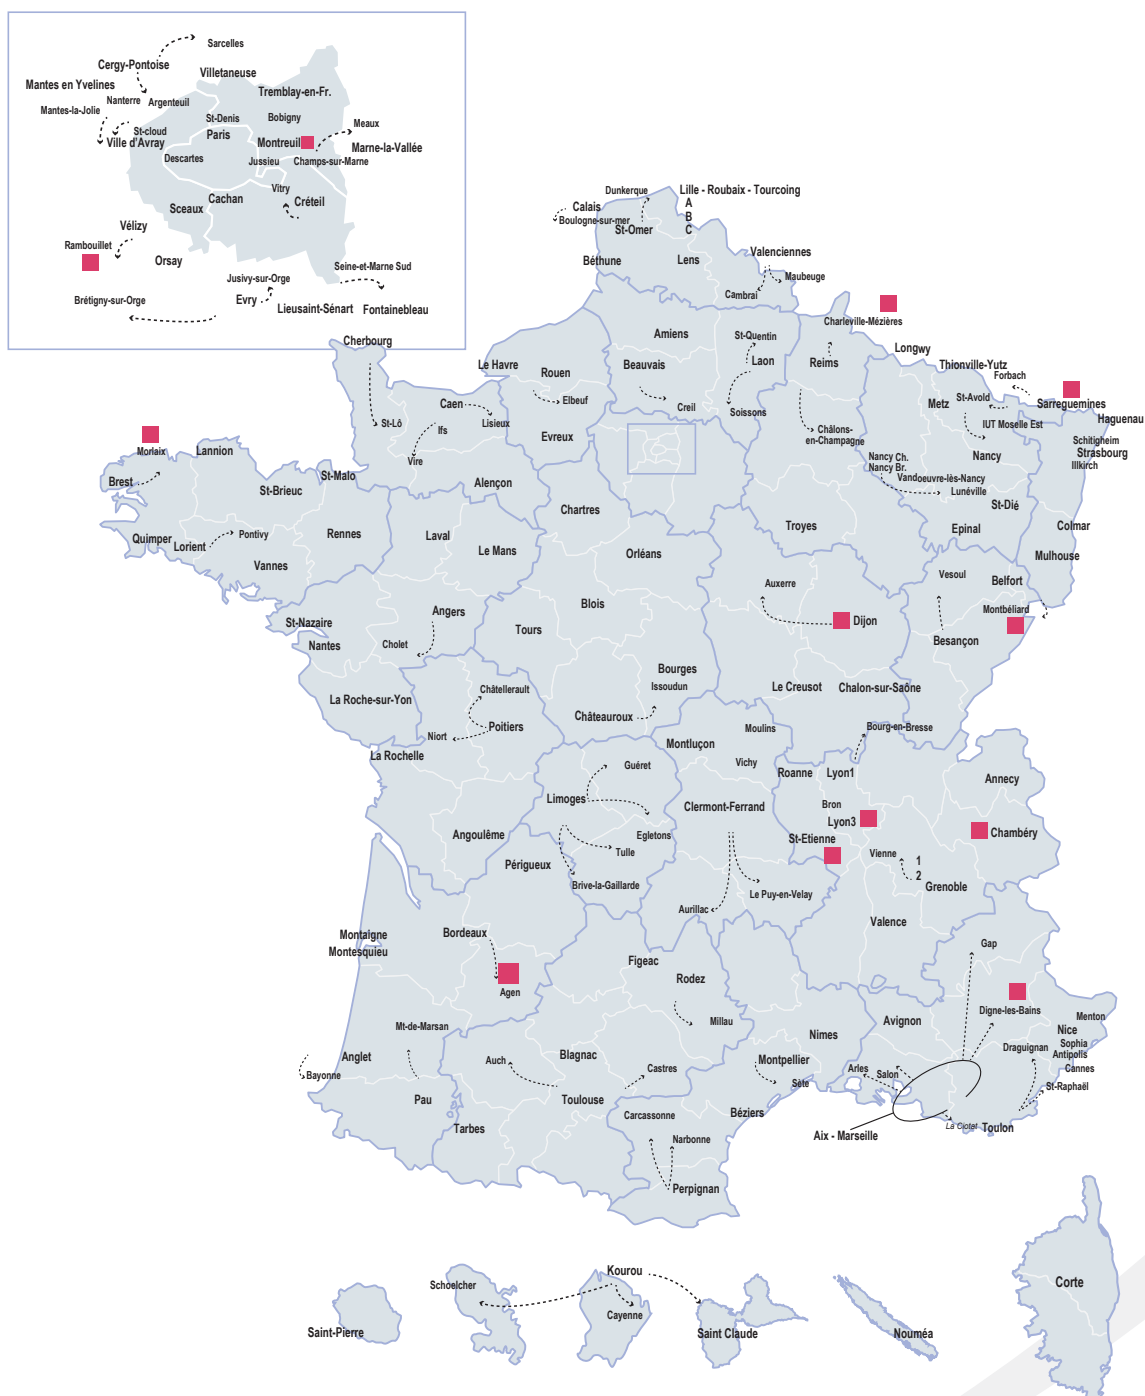 Sarcelles
Cergy-Pontoise
Villetaneuse
Mantes en Yvelines
Tremblay-en-Fr.
Nanterre
Argenteuil
Mantes-la-Jolie
St-Denis
Bobigny
Meaux
St-cloud
Paris
Ville d'Avray
Montreuil
Marne-la-Vallée
Descartes
Jussieu
Champs-sur-Marne
Vitry
Cachan
Créteil
Sceaux
Vélizy
Rambouillet
Orsay
Seine-et-Marne Sud
Jusivy-sur-Orge
Brétigny-sur-Orge
Evry
Lieusaint-Sénart
Fontainebleau
Dunkerque
Lille - Roubaix - Tourcoing
A
B
C
Calais
Boulogne-sur-mer
St-Omer
Béthune
Lens
Valenciennes
Maubeuge
Cambrai
Charleville-Mézières
Cherbourg
Amiens
St-Quentin
Longwy
Le Havre
Rouen
Beauvais
Laon
Reims
Thionville-Yutz
Forbach
Elbeuf
Creil
Soissons
Metz
St-Avold
Sarreguemines
Caen
Lisieux
St-Lô
Ifs
Evreux
Châlons-
en-Champagne
IUT Moselle Est
Haguenau
Schitigheim
Strasbourg
Illkirch
Morlaix
Lannion
Vire
Nancy Ch.
Nancy Br.
Nancy
Vandoeuvre-lès-Nancy
Lunéville
Brest
St-Brieuc
St-Malo
Alençon
St-Dié
Chartres
Troyes
Epinal
Colmar
Quimper
Lorient
Pontivy
Rennes
Laval
Le Mans
Orléans
Mulhouse
Vannes
Auxerre
Vesoul
Belfort
Blois
Angers
Montbéliard
St-Nazaire
Tours
Dijon
Besançon
Nantes
Cholet
Bourges
Issoudun
Le Creusot
Chalon-sur-Saône
La Roche-sur-Yon
Châtellerault
Châteauroux
Poitiers
Niort
Moulins
Bourg-en-Bresse
La Rochelle
Montluçon
Guéret
Vichy
Roanne
Lyon1
Annecy
Limoges
Clermont-Ferrand
Bron
Lyon3
Angoulême
Egletons
St-Etienne
Chambéry
Tulle
Périgueux
Vienne
1
2
Brive-la-Gaillarde
Le Puy-en-Velay
Grenoble
Aurillac
Valence
Montaigne
Montesquieu
Bordeaux
Gap
Figeac
Rodez
Agen
Digne-les-Bains
Mt-de-Marsan
Millau
Avignon
Menton
Nimes
Nice
Sophia
Antipolis
Draguignan
Anglet
Auch
Blagnac
Montpellier
Cannes
Bayonne
Castres
Arles
Salon
Sète
St-Raphaël
Pau
Toulouse
Carcassonne
Béziers
La Ciotat
Toulon
Tarbes
Narbonne
Aix - Marseille
Perpignan
Kourou
Schoelcher
Corte
Cayenne
Saint-Pierre
Saint Claude
Nouméa